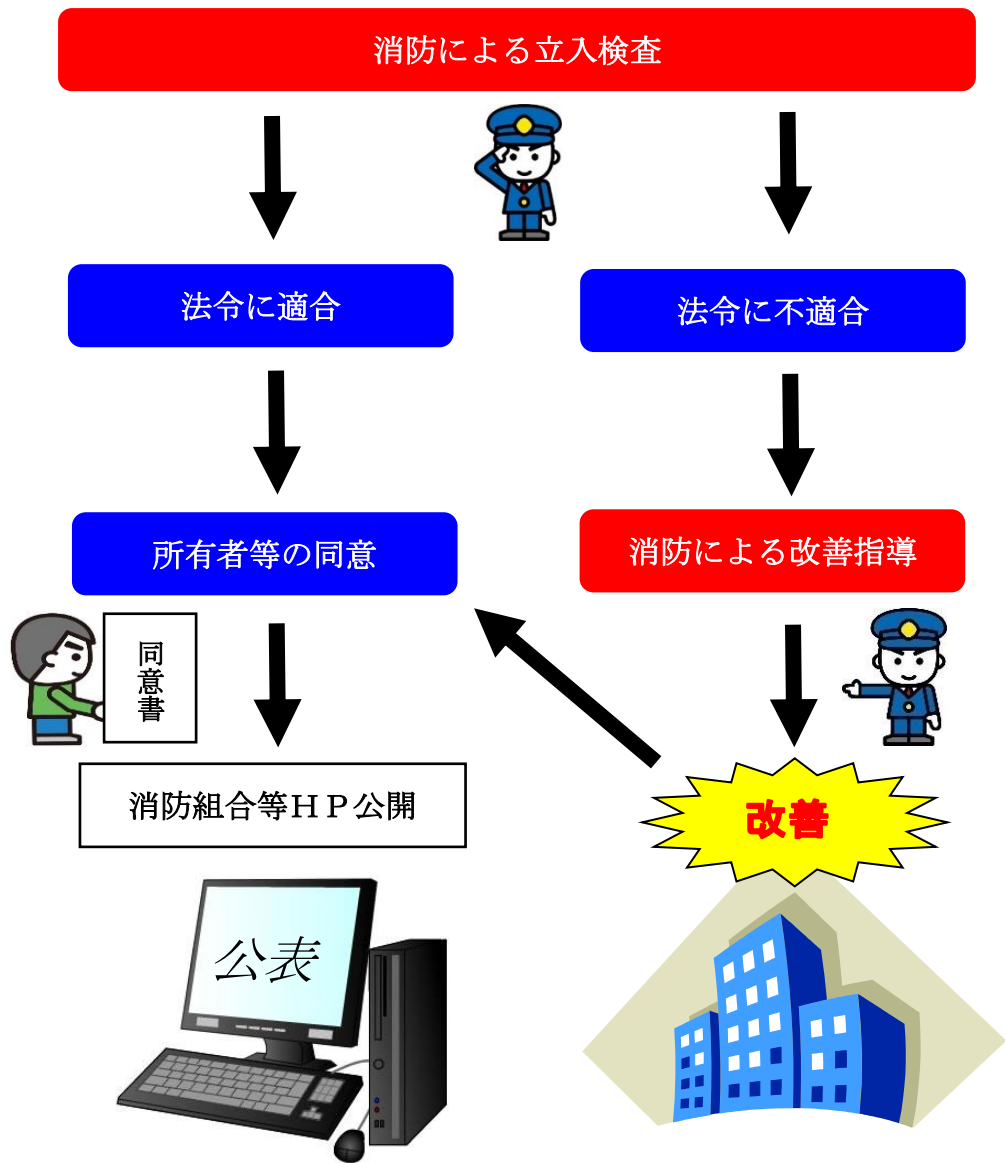 消防による立入検査
法令に適合
法令に不適合
所有者等の同意
消防による改善指導
同意書
消防組合等ＨＰ公開
改善
公表